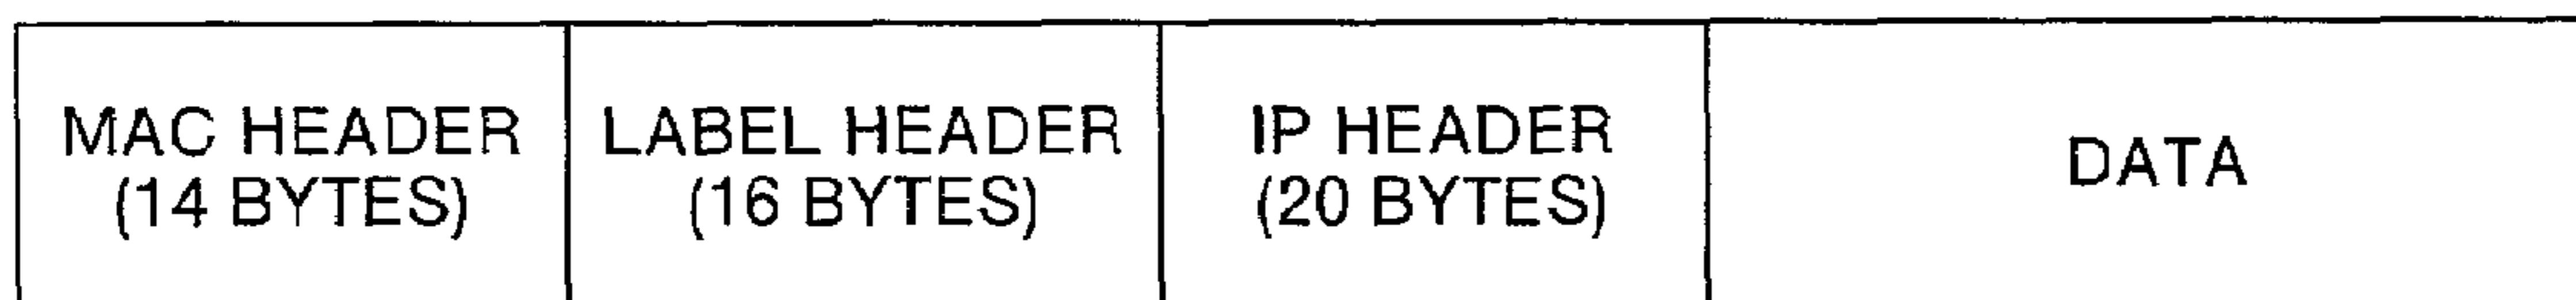 MAC HEADER
(14 BYTES)
LABEL HEADER
(16 BYTES)
IP HEADER
(20 BYTES)
DATA